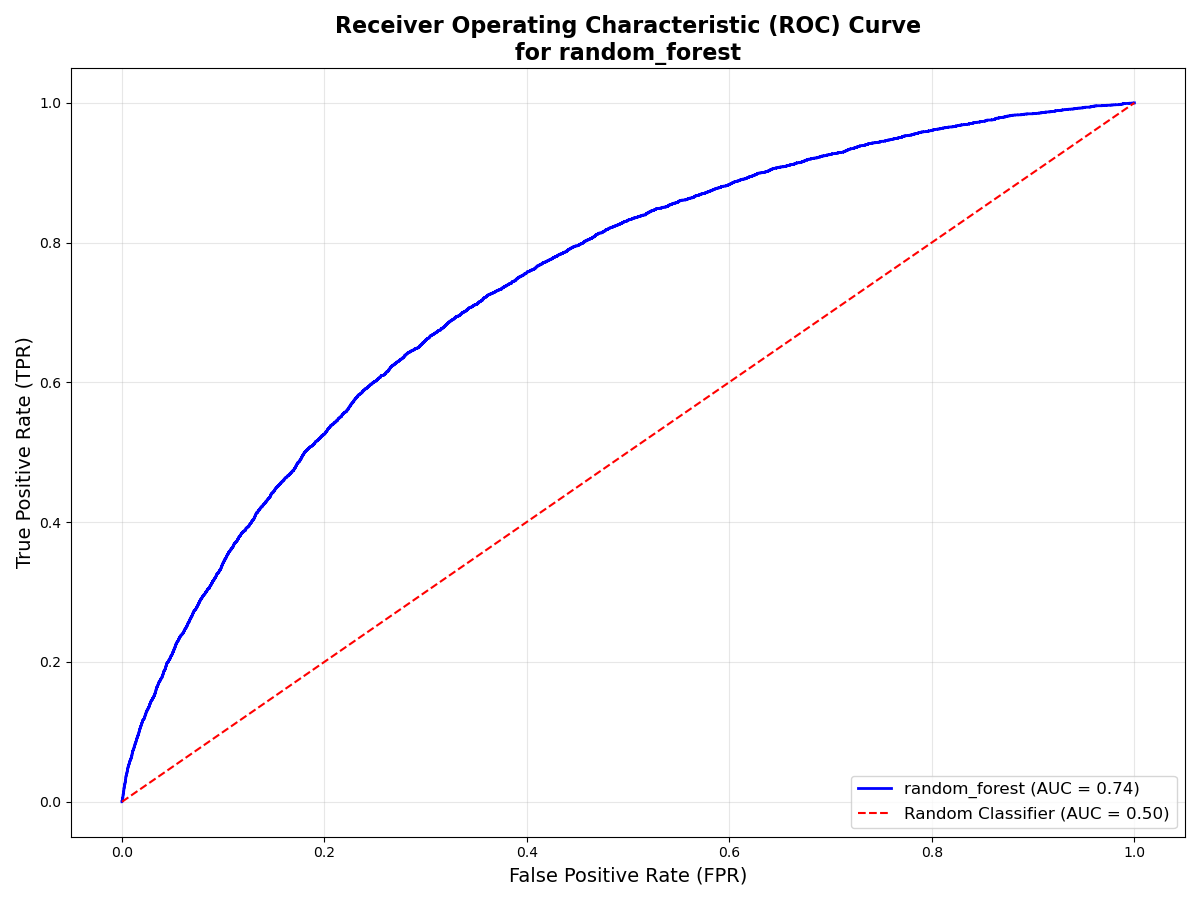 Receiver Operating Characteristic (ROC) Curve
for random_forest
True Positive Rate (TPR)
1.0
0.8
0.6
0.4
0.2
0.0
0.0
0.2
0.4
0.6
0.8
1.0
False Positive Rate (FPR)
random_forest (AUC = 0.74)
Random Classifier (AUC = 0.50)